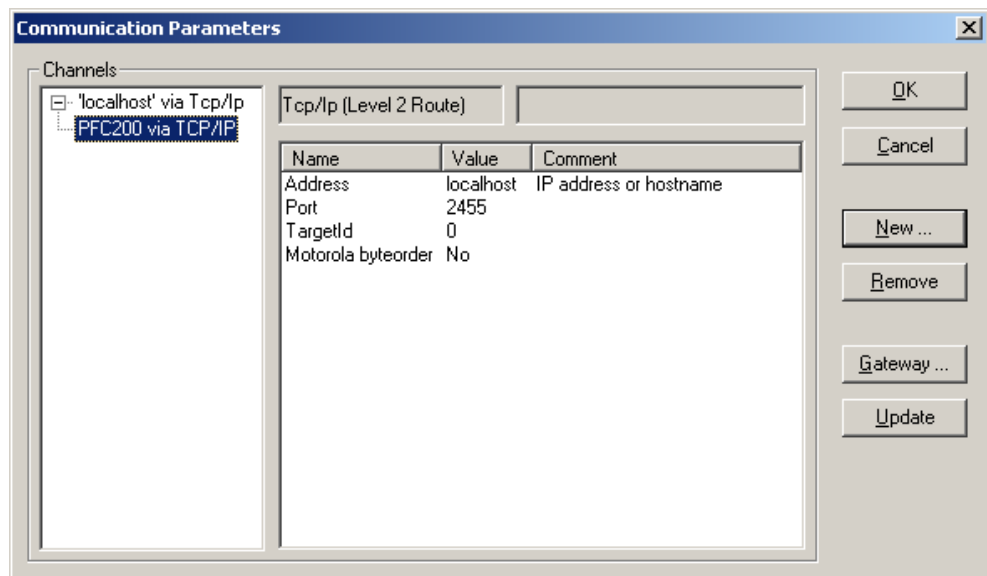 Communication Parameters
Channels
'localhost' via Tcp/Ip
PFC200 via TCP/IP
Tcp/Ip (Level 2 Route)
Name Value Comment
Address localhost IP address or hostname
Port 2455
TargetId 0
Motorola byteorder No
OK
Cancel
New ...
Remove
Gateway ...
Update